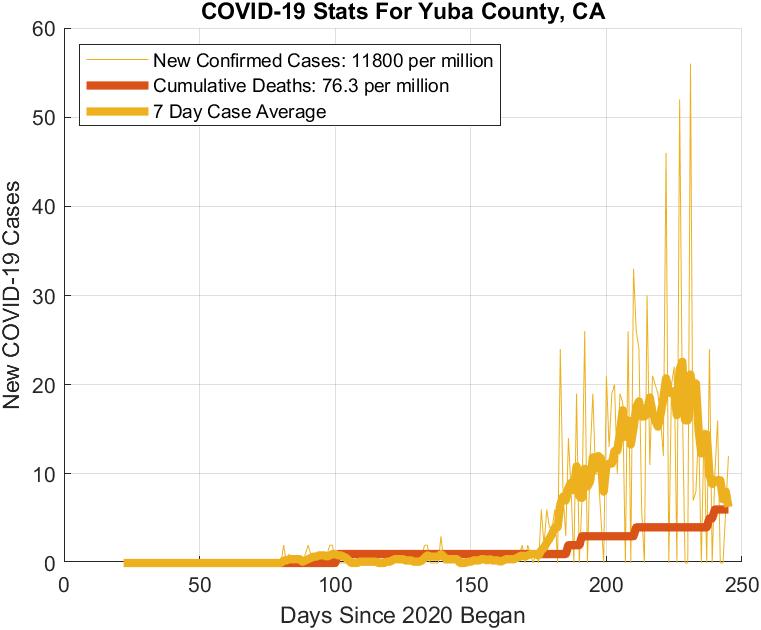 COVID-19 Stats For Yuba County, CA
60
New Confirmed Cases: 11800 per million
Cumulative Deaths: 76.3 per million
7 Day Case Average
50
40
30
20
10
0
New COVID-19 Cases
0 50 100 150 200 250
Days Since 2020 Began